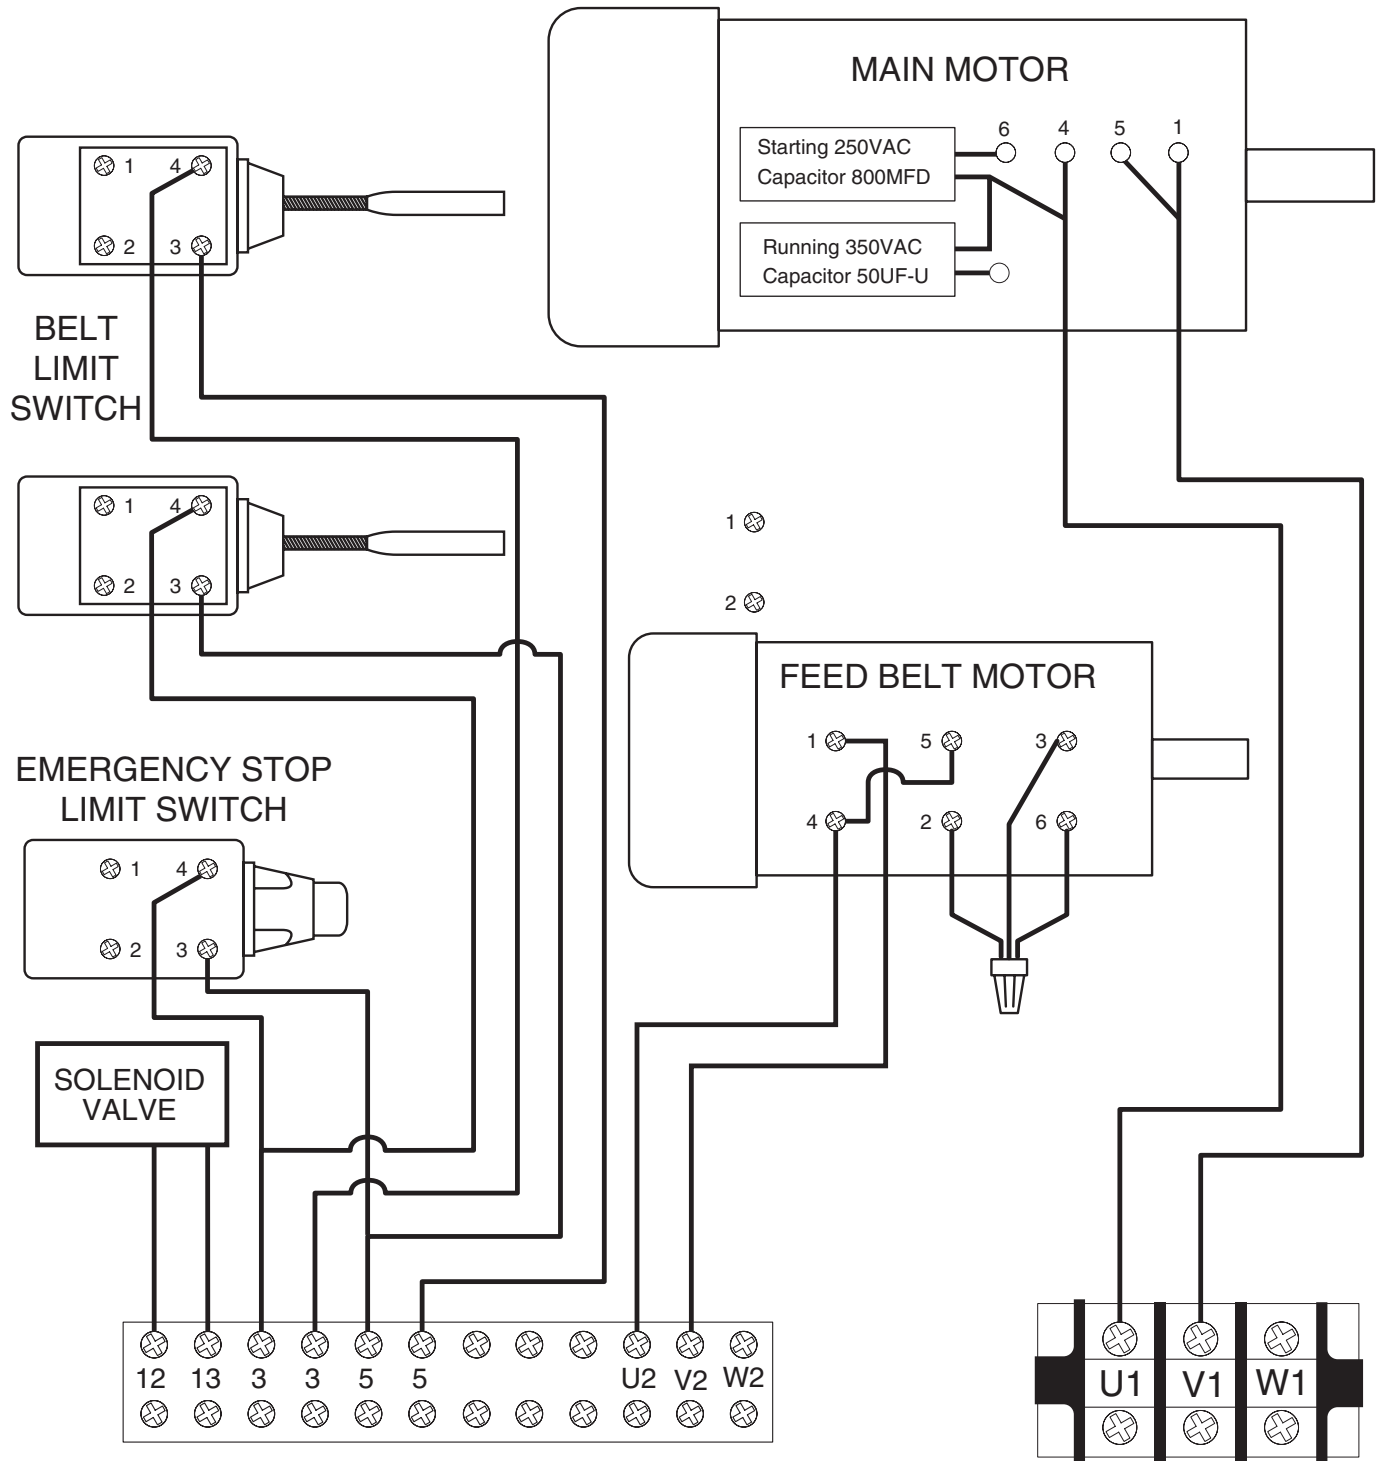 MAIN MOTOR
6 4 5 1
Starting 250VAC
Capacitor 800MFD
Running 350VAC
Capacitor 50UF-U
1 4
2 3
BELT
LIMIT
SWITCH
1 4
2 3
1
2
FEED BELT MOTOR
1 5 3
4 2 6
EMERGENCY STOP
LIMIT SWITCH
1 4
2 3
SOLENOID
VALVE
12 13 3 3 5 5 U2 V2 W2
U1 V1 W1